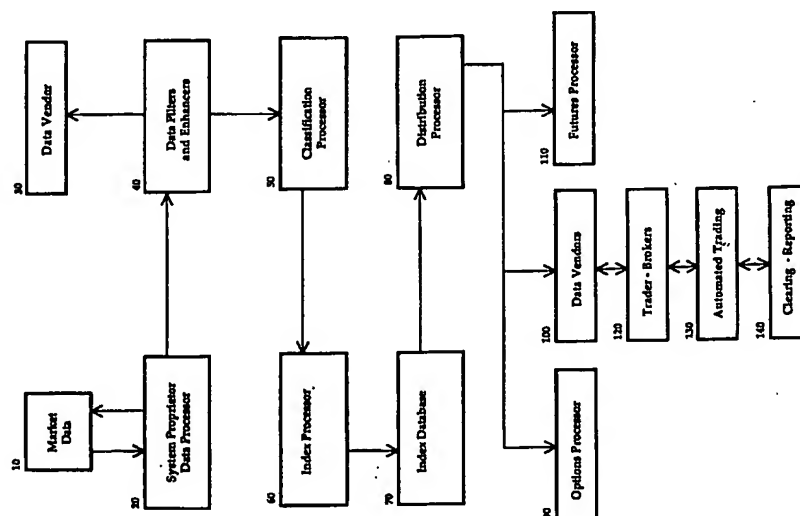 10
Market
Data
20
System Proprietor
Data Processor
30
Data Vendor
40
Data Filters
and Enhancers
50
Classification
Processor
60
Index Processor
70
Index Database
80
Distribution
Processor
Options Processor
100
Data Vendors
110
Futures Processor
120
Trader - Brokers
130
Automated Trading
140
Clearing - Reporting